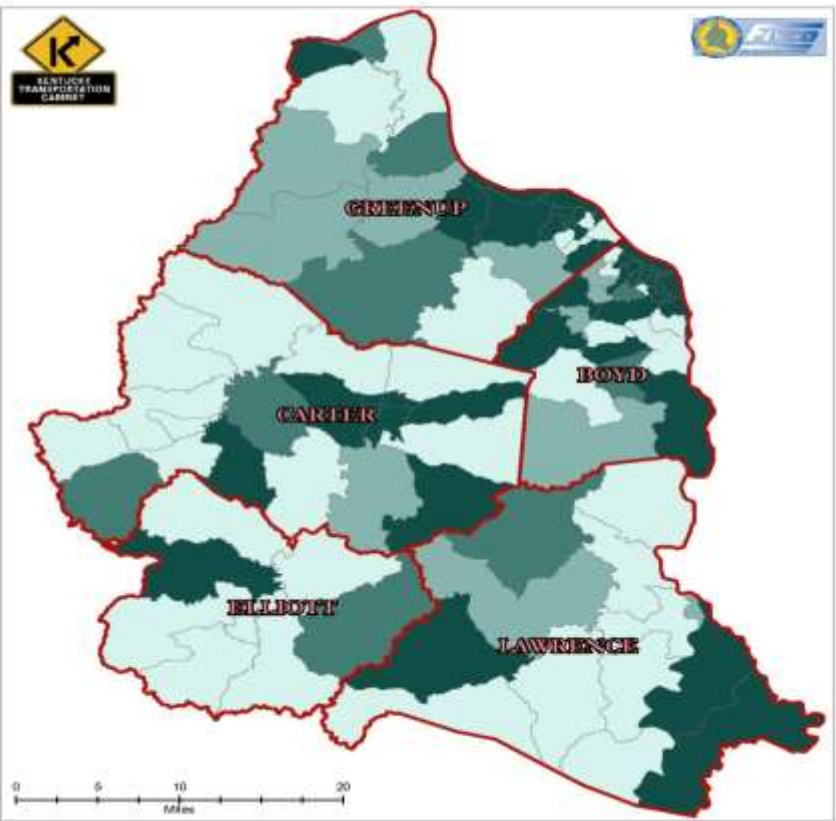 K
KENTUCKY
TRANSPORTATION
CABINET
GREENUP
BOYD
CARTER
ELLIOTT
LAWRENCE
0 5 10 20
Miles